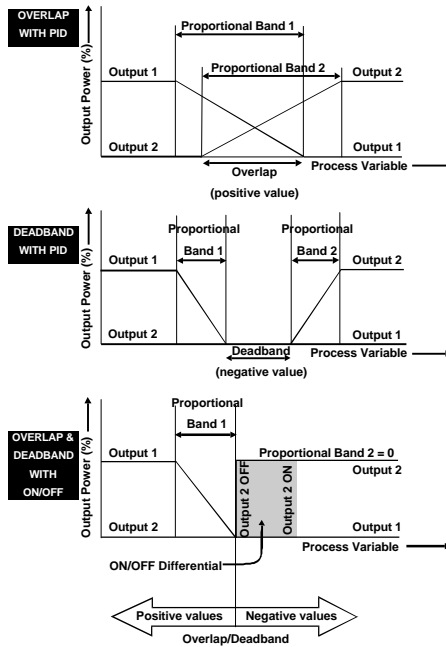 OVERLAP
WITH PID
Output Power (%)
Proportional Band 1
Output 1
Proportional Band 2
Output 2
Output 2
Output 1
Overlap
Process Variable
(positive value)
DEADBAND
WITH PID
Output Power (%)
Proportional
Band 1
Proportional
Band 2
Output 1
Output 2
Output 2
Output 1
Deadband
Process Variable
(negative value)
OVERLAP &
DEADBAND
WITH
ON/OFF
Output Power (%)
Proportional
Band 1
Output 1
Proportional Band 2 = 0
Output 2
Output 2 OFF
Output 2 ON
Output 2
Output 1
Process Variable
ON/OFF Differential
Positive values
Negative values
Overlap/Deadband